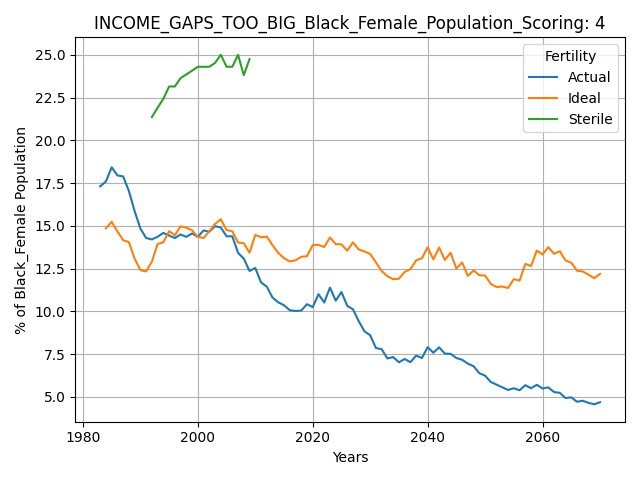 INCOME_GAPS_TOO_BIG_Black_Female_Population_Scoring: 4
Fertility
Actual
Ideal
Sterile
% of Black_Female Population
25.0
22.5
20.0
17.5
15.0
12.5
10.0
7.5
5.0
1980
2000
2020
2040
2060
Years